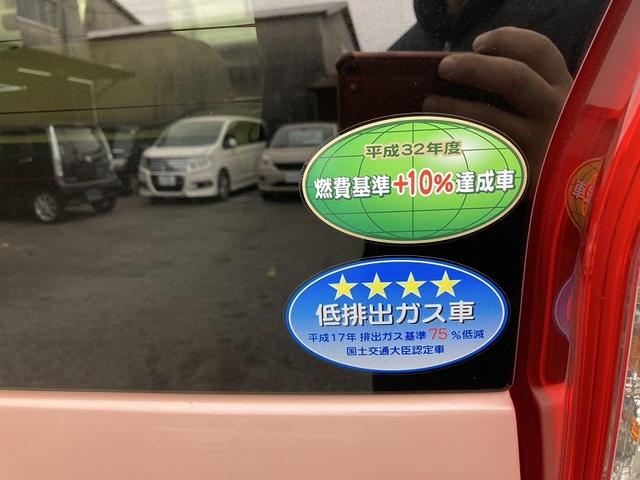 平成32年度
燃費基準+10%達成車
低排出ガス車
平成17年 排出ガス基準 75 %低減
国土交通大臣認定車